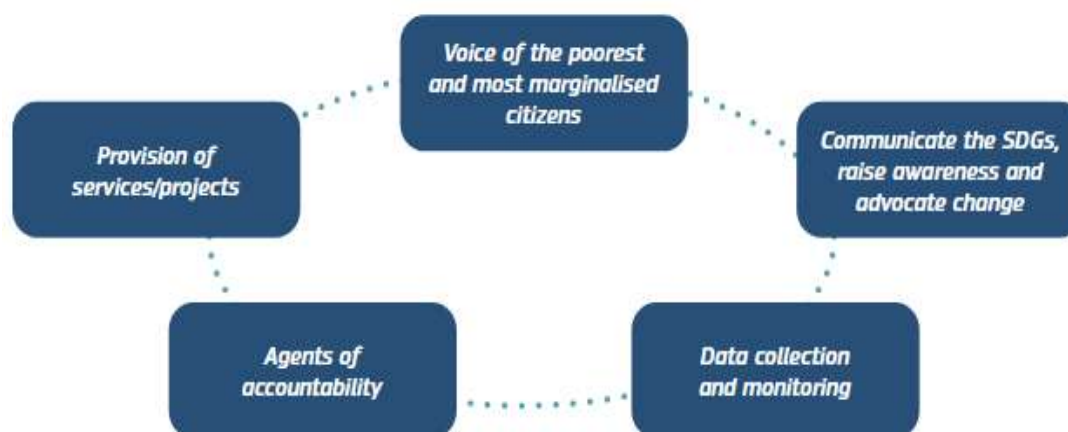 Voice of the poorest
and most marginalised
citizens
Provision of
services/projects
Communicate the SDGs,
raise awareness and
advocate change
Agents of
accountability
Data collection
and monitoring